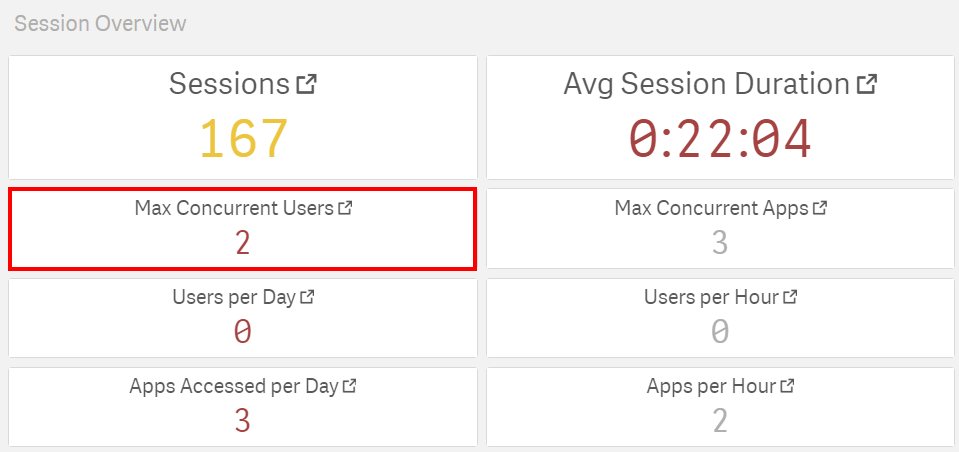 Session Overview
Sessions
167
Avg Session Duration
0:22:04
Max Concurrent Users
2
Max Concurrent Apps
3
Users per Day
0
Users per Hour
0
Apps Accessed per Day
3
Apps per Hour
2